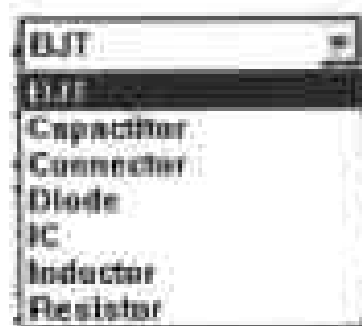 BJT
BJT
Capacitor
Connector
Diode
IC
Inductor
Resistor